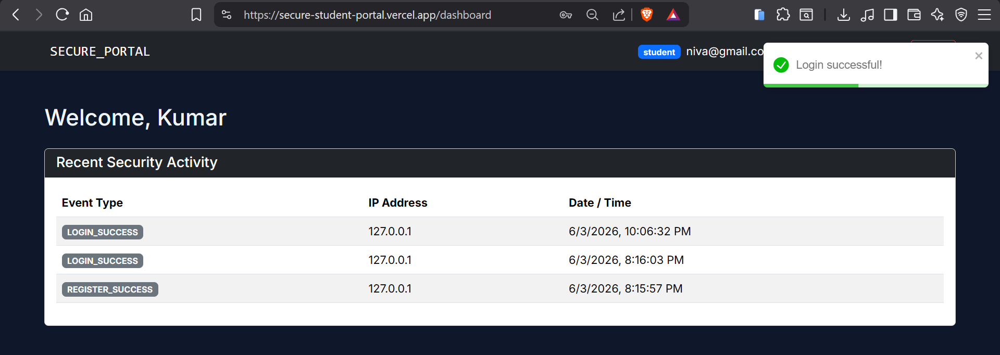 https://secure-student-portal.vercel.app/dashboard
SECURE_PORTAL
student niva@gmail.co
Login successful!
Welcome, Kumar
Recent Security Activity
Event Type IP Address Date / Time
LOGIN_SUCCESS 127.0.0.1 6/3/2026, 10:06:32 PM
LOGIN_SUCCESS 127.0.0.1 6/3/2026, 8:16:03 PM
REGISTER_SUCCESS 127.0.0.1 6/3/2026, 8:15:57 PM